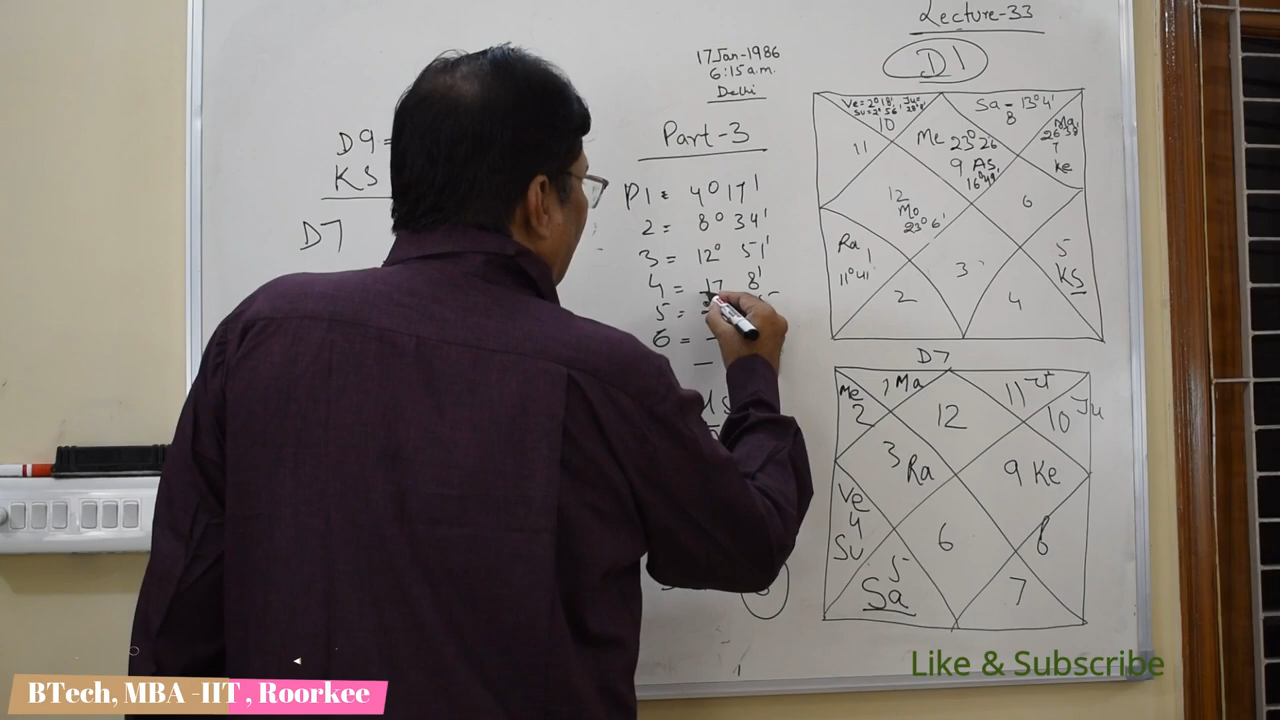 Lecture-33
D1
17 Jan-1986
6:15 a.m.
Delhi
Part-3
P1 = 4° 17'
2 = 8° 34'
3 = 12° 51'
4 = 17 8'
5 =
6 =
D9 =
KS
D7
Ve = 2° 18', Ju =
Su = 2° 56'
10
Sa - 13° 4'
8
Ma
7
Ke
11
Me 23° 26
9 As
16° 49'
12
Mo
23° 6'
6
Ra 1
11° 41'
5
KS
3
2
4
D7
Me
2
1 Ma
12
11
10 Ju
3 Ra
9 Ke
Ve
4
Su
6
8
5
Sa
7
Like & Subscribe
BTech, MBA -IIT , Roorkee